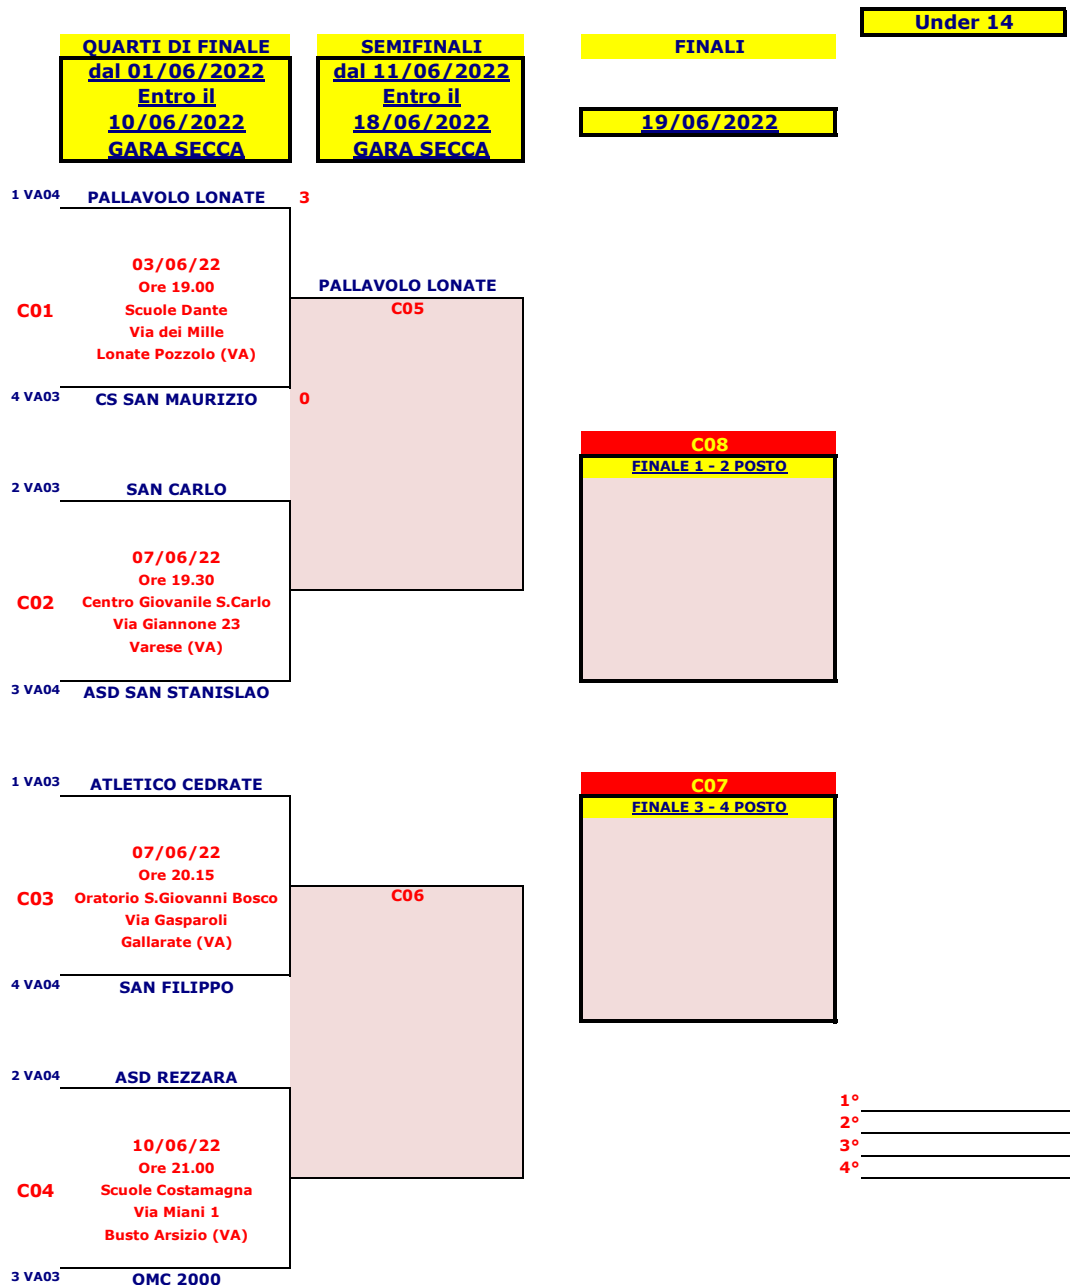 Under 14
QUARTI DI FINALE
dal 01/06/2022
Entro il
10/06/2022
GARA SECCA
SEMIFINALI
dal 11/06/2022
Entro il
18/06/2022
GARA SECCA
FINALI
19/06/2022
1 VA04 PALLAVOLO LONATE 3
C01
03/06/22
Ore 19.00
Scuole Dante
Via dei Mille
Lonate Pozzolo (VA)
4 VA03 CS SAN MAURIZIO 0
PALLAVOLO LONATE
C05
2 VA03 SAN CARLO
C02
07/06/22
Ore 19.30
Centro Giovanile S.Carlo
Via Giannone 23
Varese (VA)
3 VA04 ASD SAN STANISLAO
C08
FINALE 1 - 2 POSTO
1 VA03 ATLETICO CEDRATE
C03
07/06/22
Ore 20.15
Oratorio S.Giovanni Bosco
Via Gasparoli
Gallarate (VA)
4 VA04 SAN FILIPPO
C06
C07
FINALE 3 - 4 POSTO
2 VA04 ASD REZZARA
C04
10/06/22
Ore 21.00
Scuole Costamagna
Via Miani 1
Busto Arsizio (VA)
3 VA03 OMC 2000
1°
2°
3°
4°